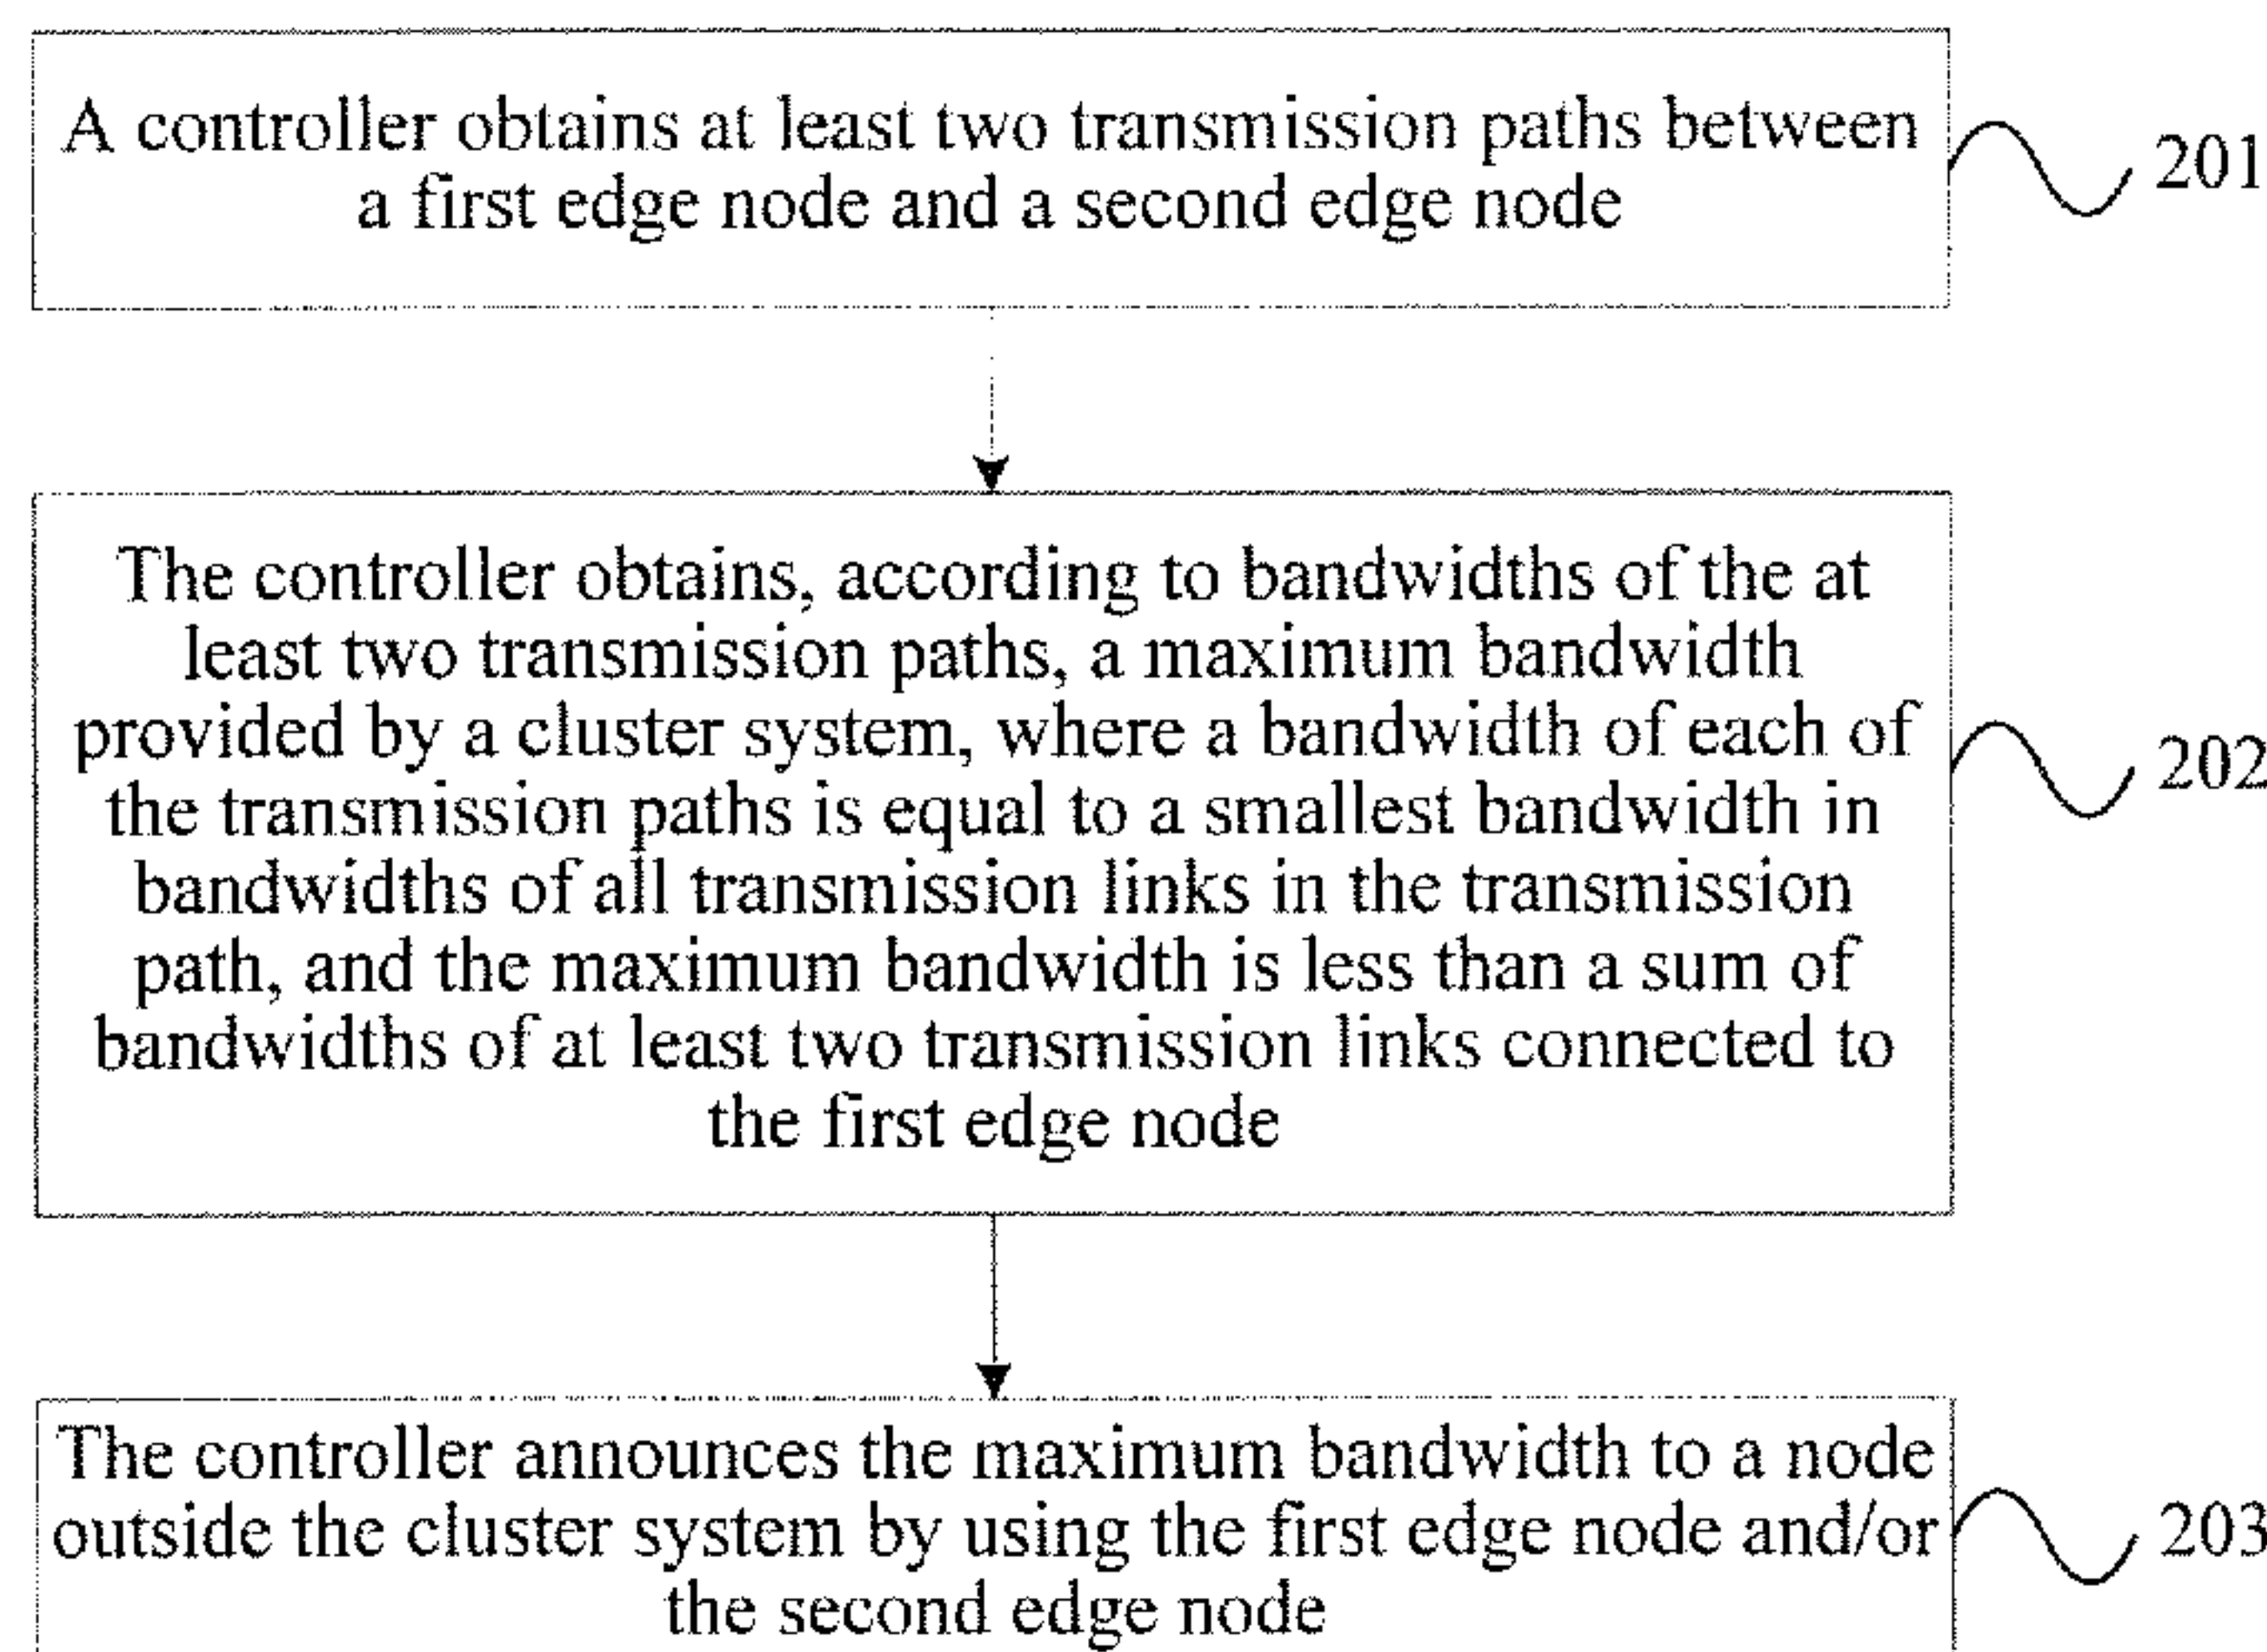 A controller obtains at least two transmission paths between
a first edge node and a second edge node
201
The controller obtains, according to bandwidths of the at
least two transmission paths, a maximum bandwidth
provided by a cluster system, where a bandwidth of each of
the transmission paths is equal to a smallest bandwidth in
bandwidths of all transmission links in the transmission
path, and the maximum bandwidth is less than a sum of
bandwidths of at least two transmission links connected to
the first edge node
202
The controller announces the maximum bandwidth to a node
outside the cluster system by using the first edge node and/or
the second edge node
203